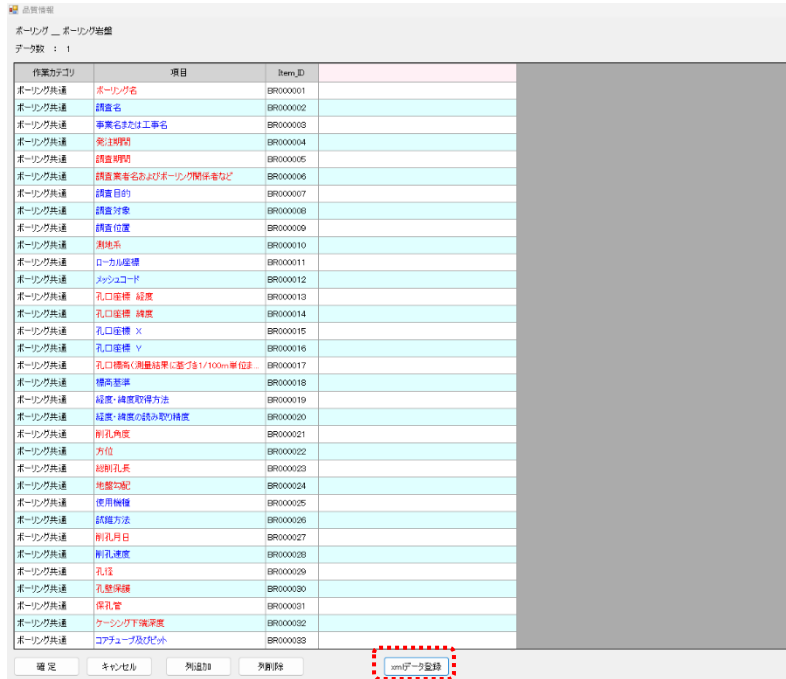 品質情報
ボーリング __ ボーリング岩盤
データ数 : 1
作業カテゴリ 項目 Item_ID
ボーリング共通 ボーリング名 BR000001
ボーリング共通 調査名 BR000002
ボーリング共通 事業名または工事名 BR000003
ボーリング共通 発注期間 BR000004
ボーリング共通 調査期間 BR000005
ボーリング共通 調査業者名およびボーリング関係者など BR000006
ボーリング共通 調査目的 BR000007
ボーリング共通 調査対象 BR000008
ボーリング共通 調査位置 BR000009
ボーリング共通 測地系 BR000010
ボーリング共通 ローカル座標 BR000011
ボーリング共通 メッシュコード BR000012
ボーリング共通 孔口座標 経度 BR000013
ボーリング共通 孔口座標 緯度 BR000014
ボーリング共通 孔口座標 X BR000015
ボーリング共通 孔口座標 Y BR000016
ボーリング共通 孔口標高(測量結果に基づき1/100m単位ま... BR000017
ボーリング共通 標高基準 BR000018
ボーリング共通 経度・緯度取得方法 BR000019
ボーリング共通 経度・緯度の読み取り精度 BR000020
ボーリング共通 削孔角度 BR000021
ボーリング共通 方位 BR000022
ボーリング共通 総削孔長 BR000023
ボーリング共通 地盤勾配 BR000024
ボーリング共通 使用機種 BR000025
ボーリング共通 試錐方法 BR000026
ボーリング共通 削孔月日 BR000027
ボーリング共通 削孔速度 BR000028
ボーリング共通 孔径 BR000029
ボーリング共通 孔壁保護 BR000030
ボーリング共通 保孔管 BR000031
ボーリング共通 ケーシング下端深度 BR000032
ボーリング共通 コアチューブ及びビット BR000033
確定 キャンセル 列追加 列削除 xmlデータ登録